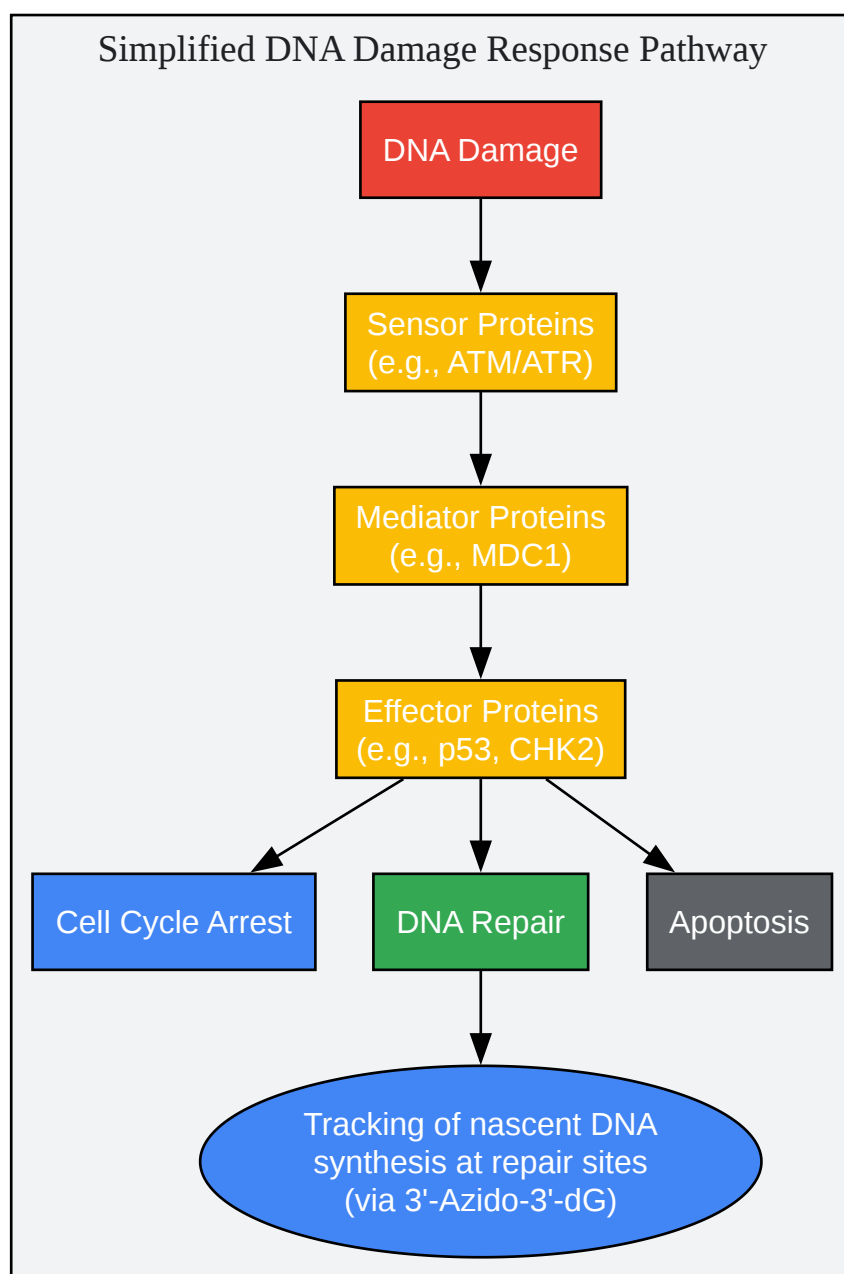 Simplified DNA Damage Response Pathway
DNA Damage
Sensor Proteins
(e.g., ATM/ATR)
Mediator Proteins
(e.g., MDC1)
Effector Proteins
(e.g., p53, CHK2)
Cell Cycle Arrest
DNA Repair
Apoptosis
Tracking of nascent DNA
synthesis at repair sites
(via 3'-Azido-3'-dG)